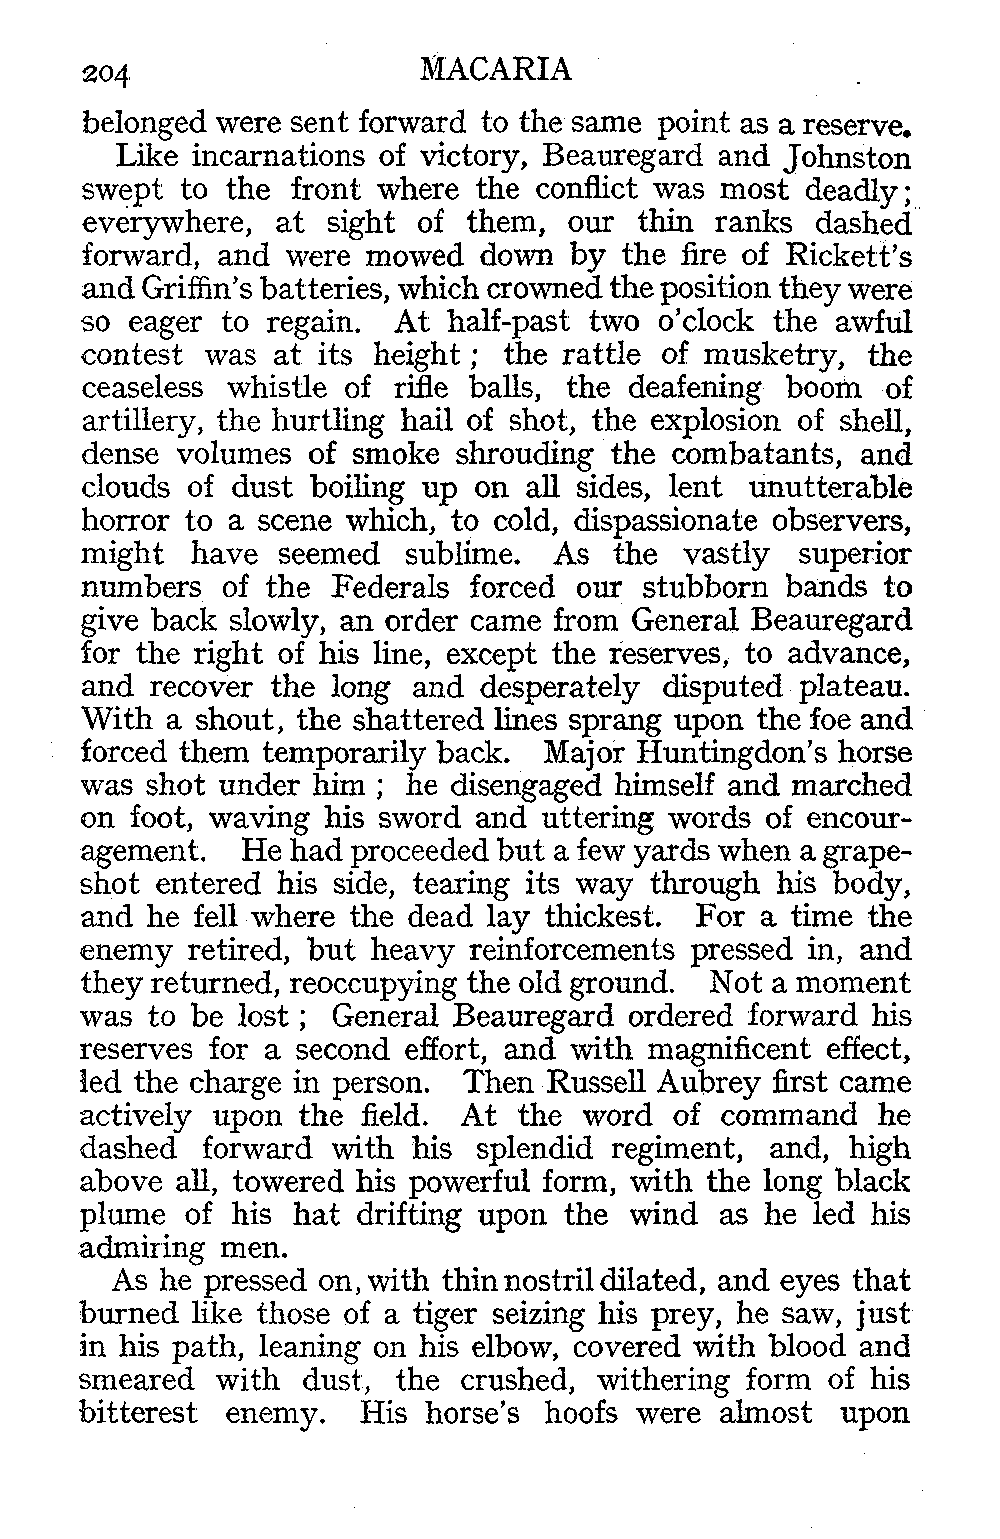 204 MACARIA
belonged were sent forward to the same point as a reserve.
Like incarnations of victory, Beauregard and Johnston
swept to the front where the conflict was most deadly;
everywhere, at sight of them, our thin ranks dashed
forward, and were mowed down by the fire of Rickett's
and Griffin's batteries, which crowned the position they were
so eager to regain. At half-past two o'clock the awful
contest was at its height ; the rattle of musketry, the
ceaseless whistle of rifle balls, the deafening boom of
artillery, the hurtling hail of shot, the explosion of shell,
dense volumes of smoke shrouding the combatants, and
clouds of dust boiling up on all sides, lent unutterable
horror to a scene which, to cold, dispassionate observers,
might have seemed sublime. As the vastly superior
numbers of the Federals forced our stubborn bands to
give back slowly, an order came from General Beauregard
for the right of his line, except the reserves, to advance,
and recover the long and desperately disputed plateau.
With a shout, the shattered lines sprang upon the foe and
forced them temporarily back. Major Huntingdon's horse
was shot under him ; he disengaged himself and marched
on foot, waving his sword and uttering words of encour-
agement. He had proceeded but a few yards when a grape-
shot entered his side, tearing its way through his body,
and he fell where the dead lay thickest. For a time the
enemy retired, but heavy reinforcements pressed in, and
they returned, reoccupying the old ground. Not a moment
was to be lost ; General Beauregard ordered forward his
reserves for a second effort, and with magnificent effect,
led the charge in person. Then Russell Aubrey first came
actively upon the field. At the word of command he
dashed forward with his splendid regiment, and, high
above all, towered his powerful form, with the long black
plume of his hat drifting upon the wind as he led his
admiring men.
As he pressed on, with thin nostril dilated, and eyes that
burned like those of a tiger seizing his prey, he saw, just
in his path, leaning on his elbow, covered with blood and
smeared with dust, the crushed, withering form of his
bitterest enemy. His horse's hoofs were almost upon